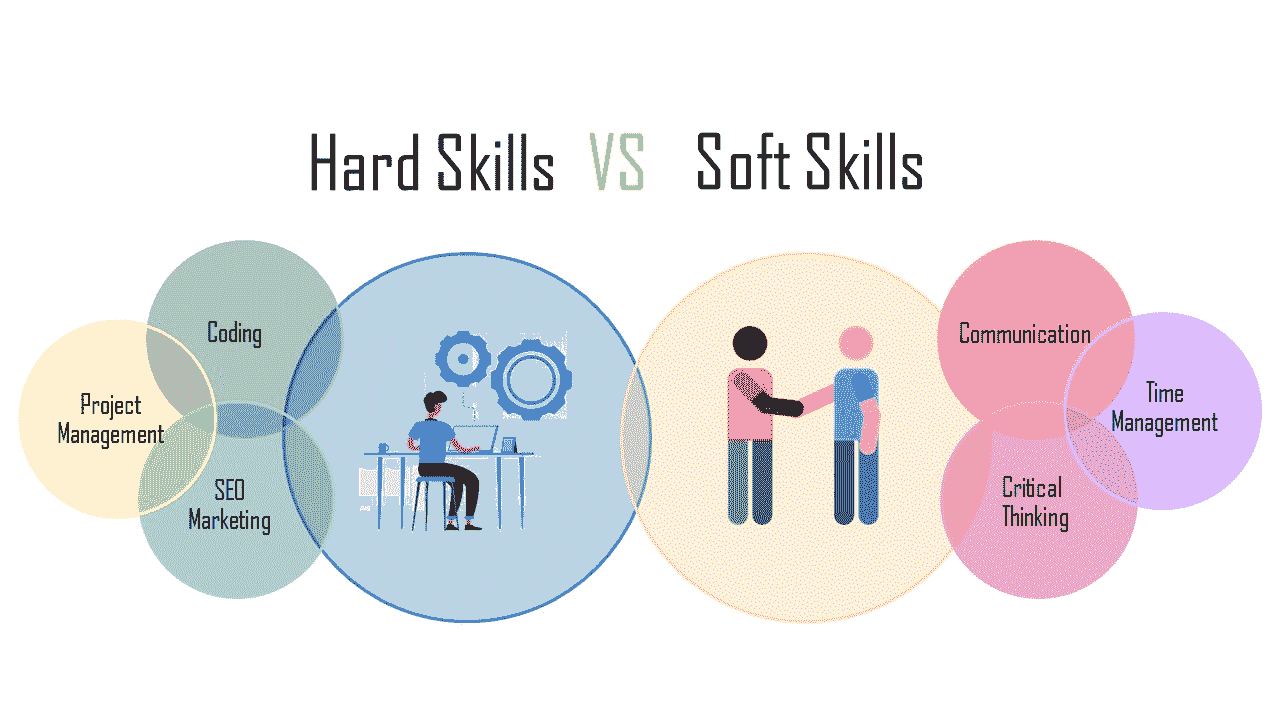 Hard Skills VS Soft Skills
Coding
Project
Management
SEO
Marketing
Communication
Time
Management
Critical
Thinking